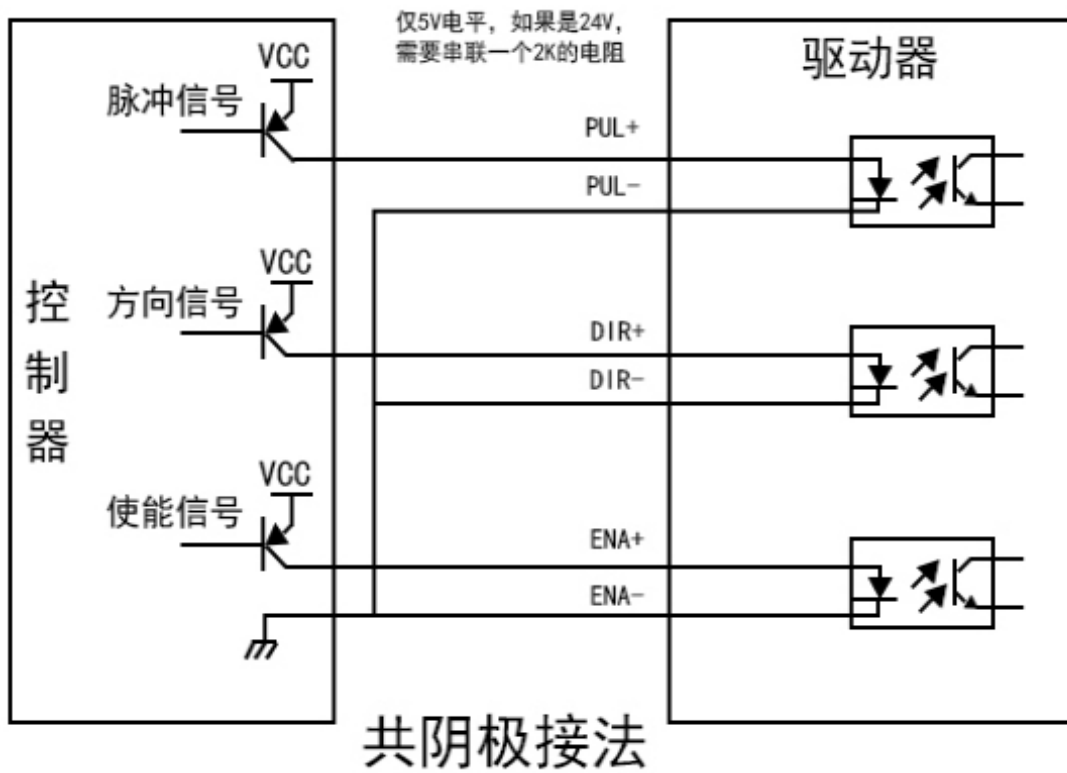 仅5V电平，如果是24V，
需要串联一个2K的电阻
驱动器
VCC
脉冲信号
PUL+
PUL-
VCC
控制器
方向信号
DIR+
DIR-
VCC
使能信号
ENA+
ENA-
共阴极接法